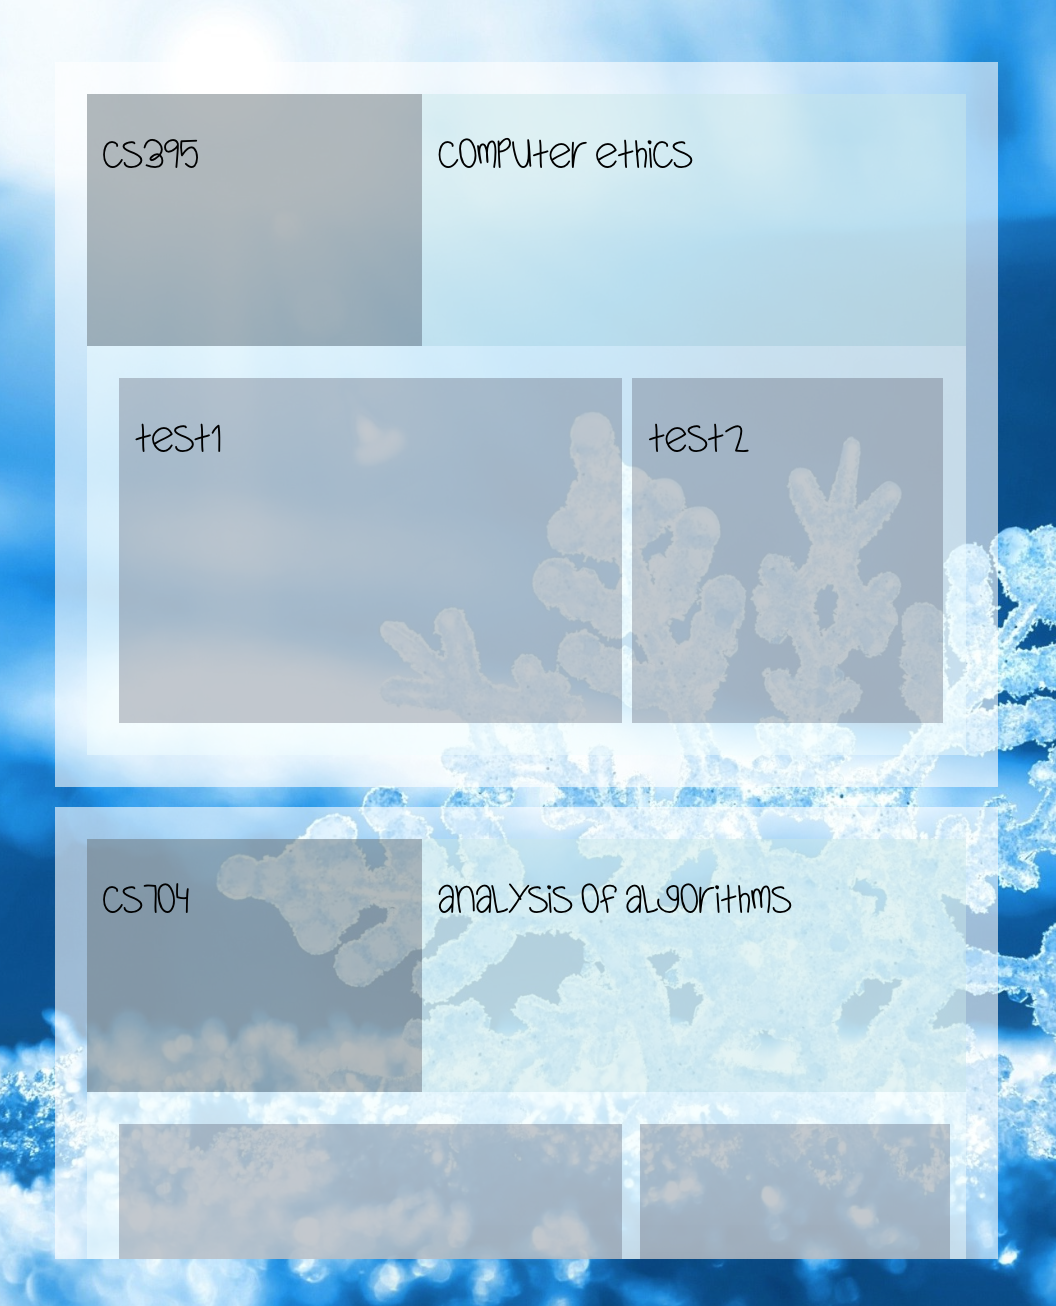 CS395
computer ethics
test1
test2
CS704
analysis of algorithms